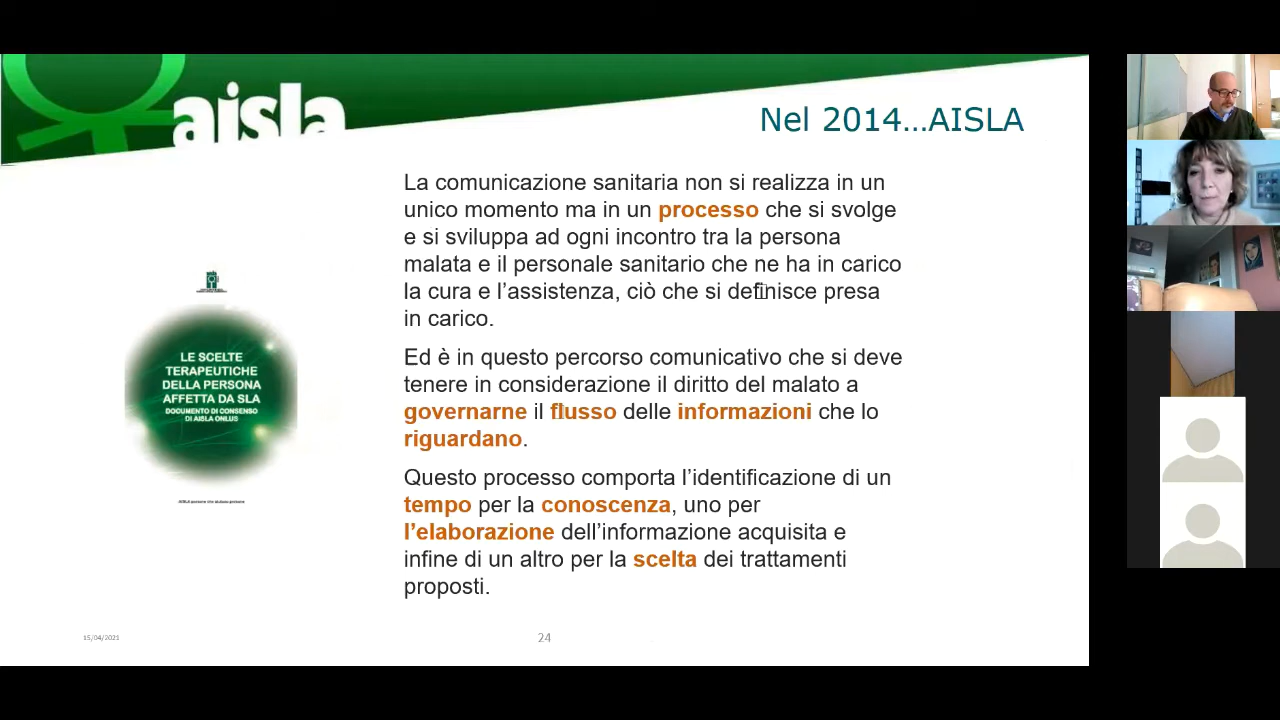 aisla
Nel 2014…AISLA
La comunicazione sanitaria non si realizza in un
unico momento ma in un processo che si svolge
e si sviluppa ad ogni incontro tra la persona
malata e il personale sanitario che ne ha in carico
la cura e l’assistenza, ciò che si definisce presa
in carico.
Ed è in questo percorso comunicativo che si deve
tenere in considerazione il diritto del malato a
governarne il flusso delle informazioni che lo
riguardano.
Questo processo comporta l’identificazione di un
tempo per la conoscenza, uno per
l’elaborazione dell’informazione acquisita e
infine di un altro per la scelta dei trattamenti
proposti.
LE SCELTE
TERAPEUTICHE
DELLA PERSONA
AFFETTA DA SLA
DOCUMENTO DI CONSENSO
DI AISLA ONLUS
AISLA persone che aiutano persone
15/04/2021
24